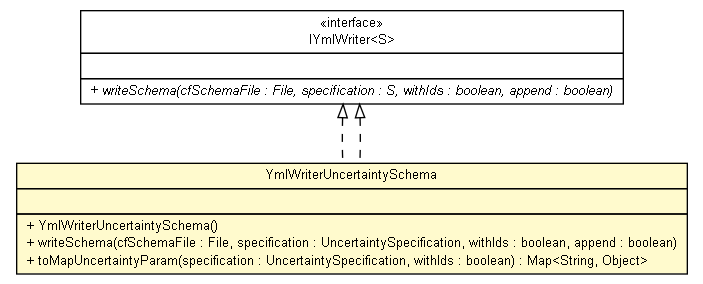 «interface»
IYmlWriter<S>
+ writeSchema(cfSchemaFile : File, specification : S, withIds : boolean, append : boolean)
YmlWriterUncertaintySchema
+ YmlWriterUncertaintySchema()
+ writeSchema(cfSchemaFile : File, specification : UncertaintySpecification, withIds : boolean, append : boolean)
+ toMapUncertaintyParam(specification : UncertaintySpecification, withIds : boolean) : Map<String, Object>